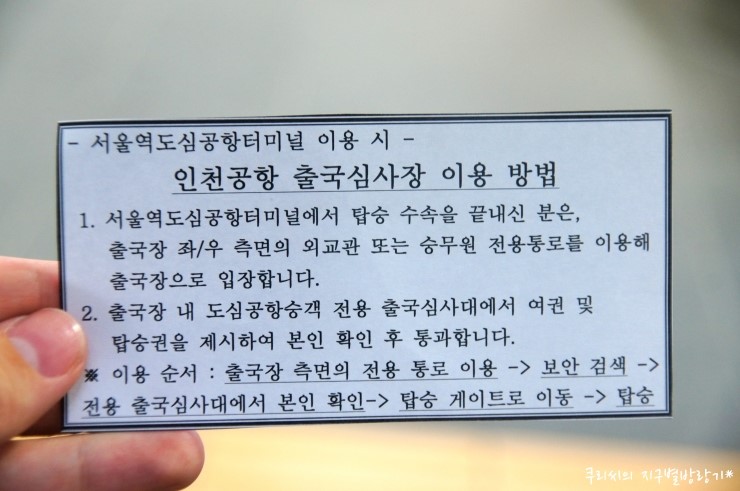 - 서울역도심공항터미널 이용 시 -
인천공항 출국심사장 이용 방법
1. 서울역도심공항터미널에서 탑승 수속을 끝내신 분은,
출국장 좌/우 측면의 외교관 또는 승무원 전용통로를 이용해
출국장으로 입장합니다.
2. 출국장 내 도심공항승객 전용 출국심사대에서 여권 및
탑승권을 제시하여 본인 확인 후 통과합니다.
※ 이용 순서 : 출국장 측면의 전용 통로 이용 -> 보안 검색 ->
전용 출국심사대에서 본인 확인-> 탑승 게이트로 이동 -> 탑승
쿠리씨의 지구별방랑기*